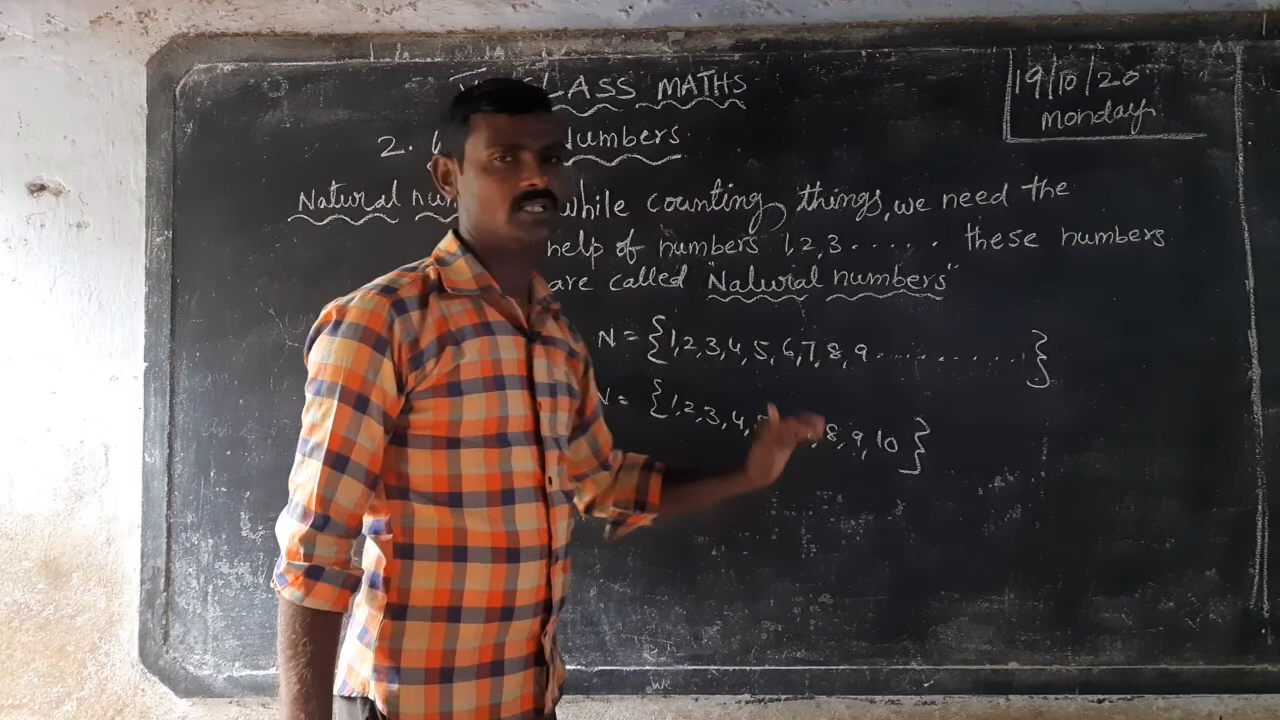 CLASS MATHS
19/10/20
Monday
2. Numbers
Natural while counting things, we need the
help of numbers 1,2,3...... these numbers
are called "Natural numbers"
N = {1,2,3,4,5,6,7,8,9............}
= {1,2,3,4, 8,9,10}